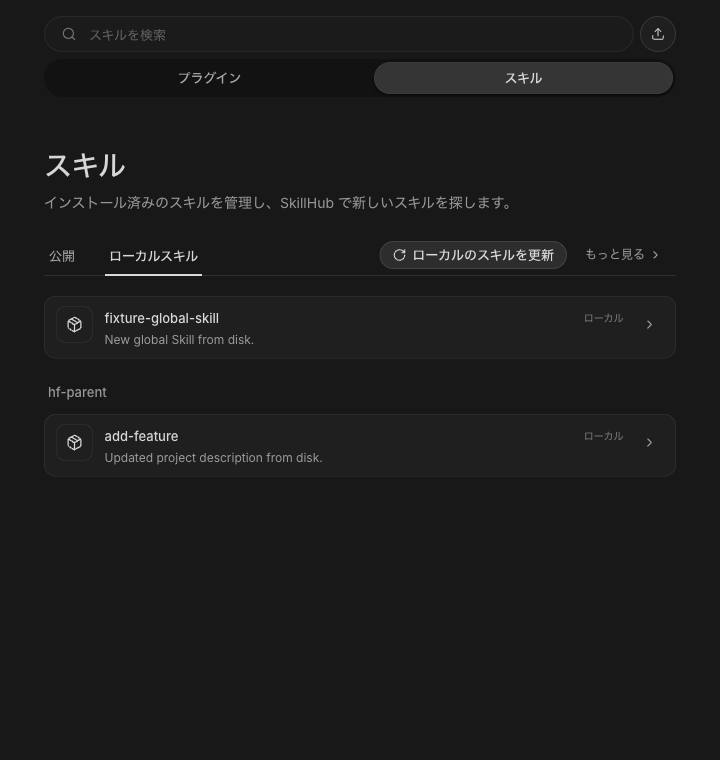 スキルを検索
プラグイン
スキル
スキル
インストール済みのスキルを管理し、SkillHub で新しいスキルを探します。
公開
ローカルスキル
ローカルのスキルを更新
もっと見る
fixture-global-skill
ローカル
New global Skill from disk.
hf-parent
add-feature
ローカル
Updated project description from disk.